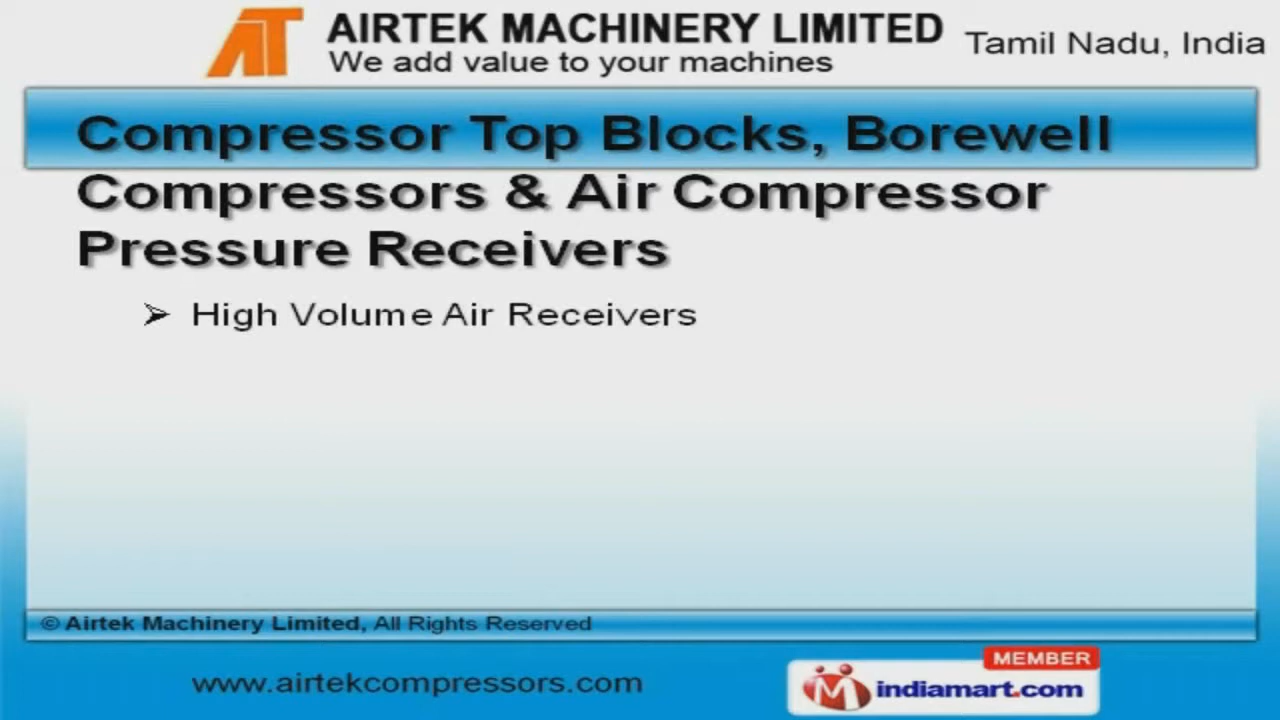 AT AIRTEK MACHINERY LIMITED
We add value to your machines
Tamil Nadu, India
Compressor Top Blocks, Borewell
Compressors & Air Compressor
Pressure Receivers
➢ High Volume Air Receivers
© Airtek Machinery Limited, All Rights Reserved
www.airtekcompressors.com
MEMBER
indiamart.com